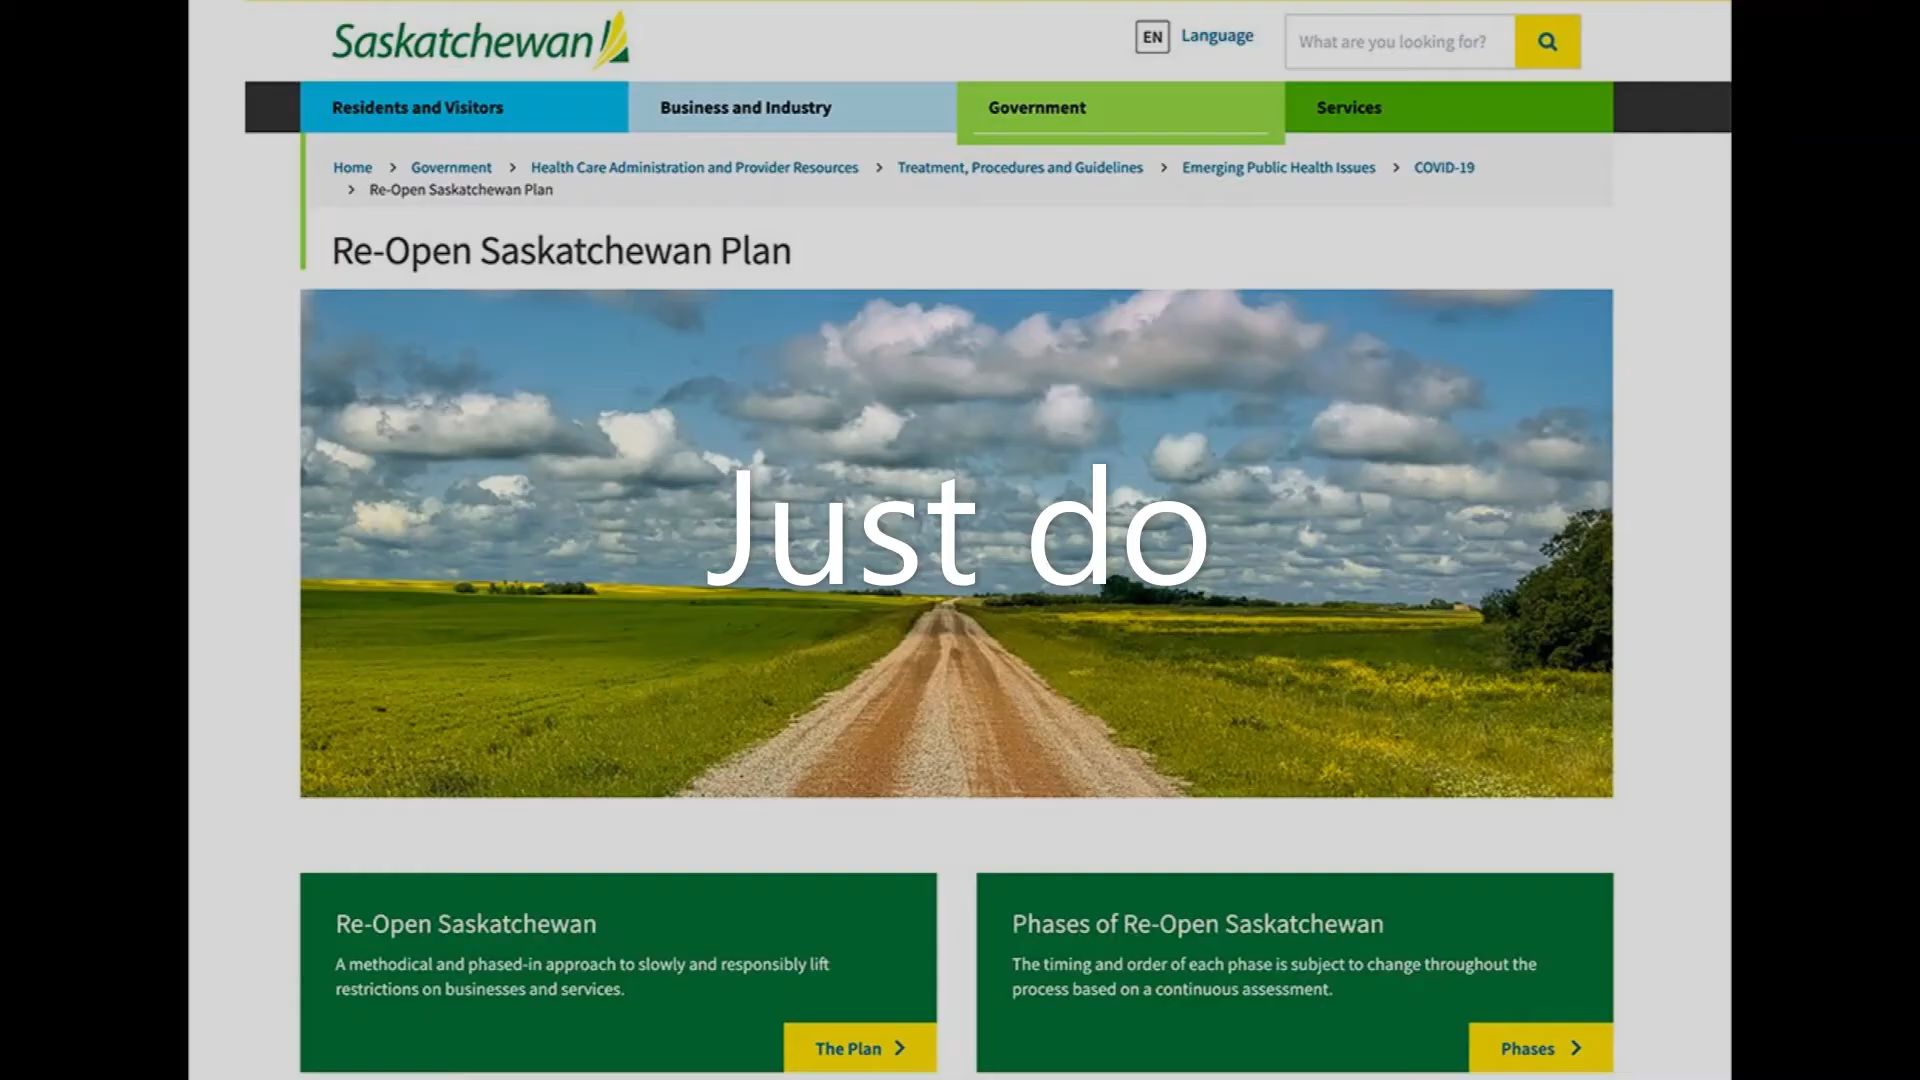 Saskatchewan
EN Language
What are you looking for?
Residents and Visitors
Business and Industry
Government
Services
Home > Government > Health Care Administration and Provider Resources > Treatment, Procedures and Guidelines > Emerging Public Health Issues > COVID-19
> Re-Open Saskatchewan Plan
Re-Open Saskatchewan Plan
Just do
Re-Open Saskatchewan
A methodical and phased-in approach to slowly and responsibly lift
restrictions on businesses and services.
The Plan >
Phases of Re-Open Saskatchewan
The timing and order of each phase is subject to change throughout the
process based on a continuous assessment.
Phases >